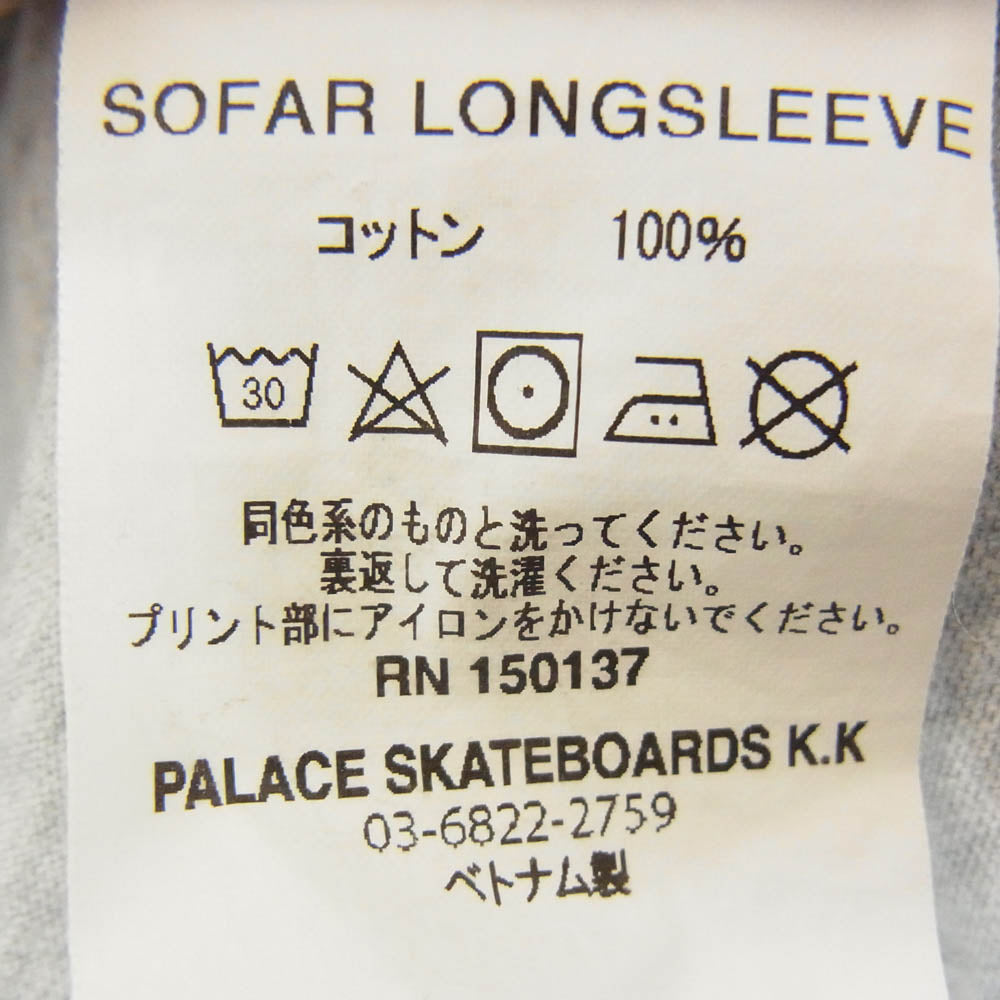 SOFAR LONGSLEEVE
コットン 100%
30
同色系のものと洗ってください。
裏返して洗濯ください。
プリント部にアイロンをかけないでください。
RN 150137
PALACE SKATEBOARDS K.K
03-6822-2759
ベトナム製